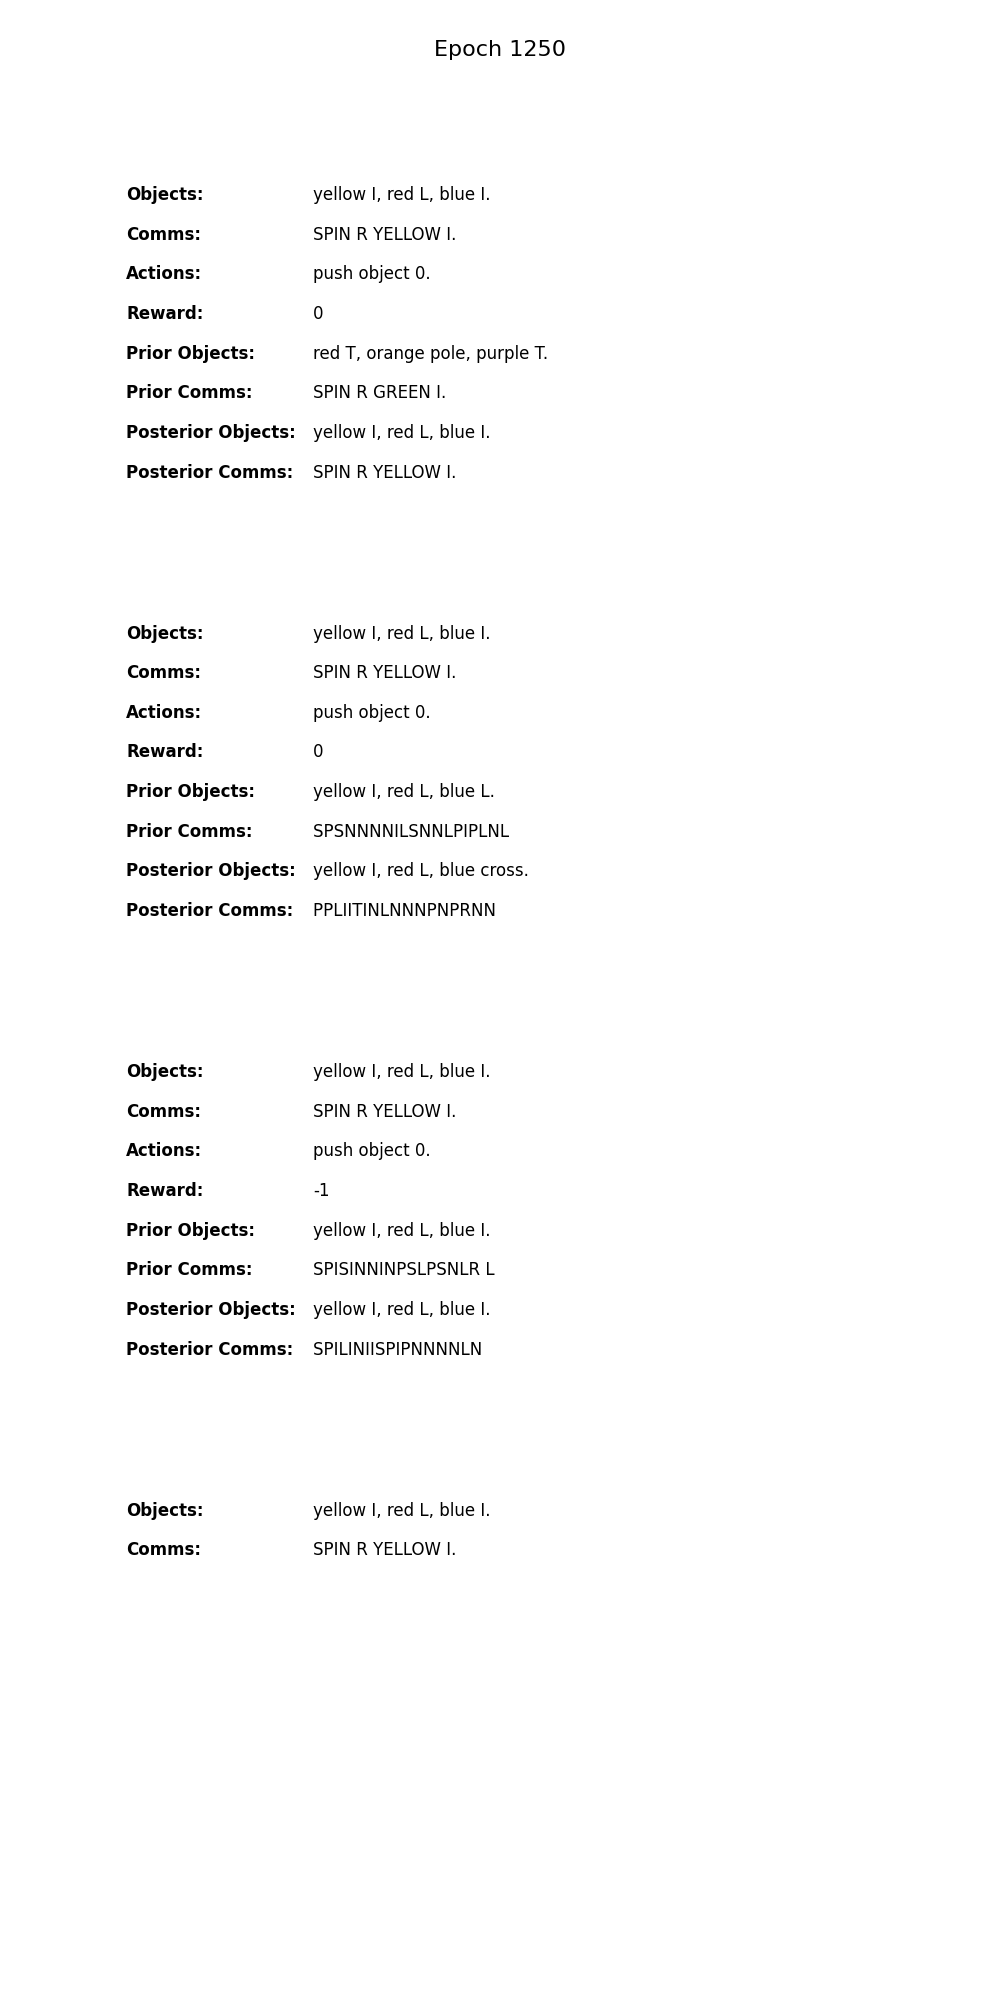 Epoch 1250
Objects: yellow I, red L, blue I.
Comms: SPIN R YELLOW I.
Actions: push object 0.
Reward: 0
Prior Objects: red T, orange pole, purple T.
Prior Comms: SPIN R GREEN I.
Posterior Objects: yellow I, red L, blue I.
Posterior Comms: SPIN R YELLOW I.
Objects: yellow I, red L, blue I.
Comms: SPIN R YELLOW I.
Actions: push object 0.
Reward: 0
Prior Objects: yellow I, red L, blue L.
Prior Comms: SPSNNNNILSNNLPIPLNL
Posterior Objects: yellow I, red L, blue cross.
Posterior Comms: PPLIITINLNNNPNPRNN
Objects: yellow I, red L, blue I.
Comms: SPIN R YELLOW I.
Actions: push object 0.
Reward: -1
Prior Objects: yellow I, red L, blue I.
Prior Comms: SPISINNINPSLPSNLR L
Posterior Objects: yellow I, red L, blue I.
Posterior Comms: SPILINIISPIPNNNNLN
Objects: yellow I, red L, blue I.
Comms: SPIN R YELLOW I.